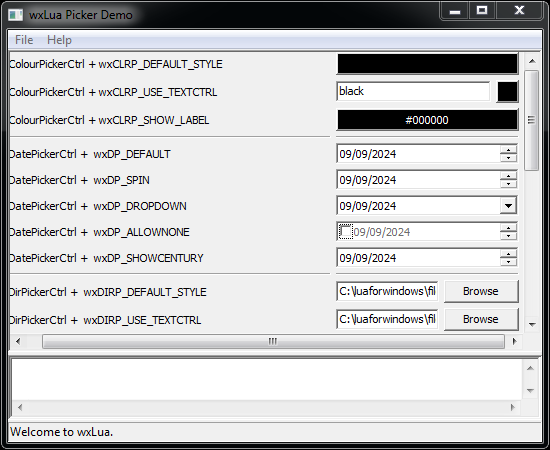 wxLua Picker Demo
File Help
ColourPickerCtrl + wxCLRP_DEFAULT_STYLE
ColourPickerCtrl + wxCLRP_USE_TEXTCTRL black
ColourPickerCtrl + wxCLRP_SHOW_LABEL #000000
DatePickerCtrl + wxDP_DEFAULT 09/09/2024
DatePickerCtrl + wxDP_SPIN 09/09/2024
DatePickerCtrl + wxDP_DROPDOWN 09/09/2024
DatePickerCtrl + wxDP_ALLOWNONE 09/09/2024
DatePickerCtrl + wxDP_SHOWCENTURY 09/09/2024
DirPickerCtrl + wxDIRP_DEFAULT_STYLE C:\luaforwindows\fil Browse
DirPickerCtrl + wxDIRP_USE_TEXTCTRL C:\luaforwindows\fil Browse
Welcome to wxLua.